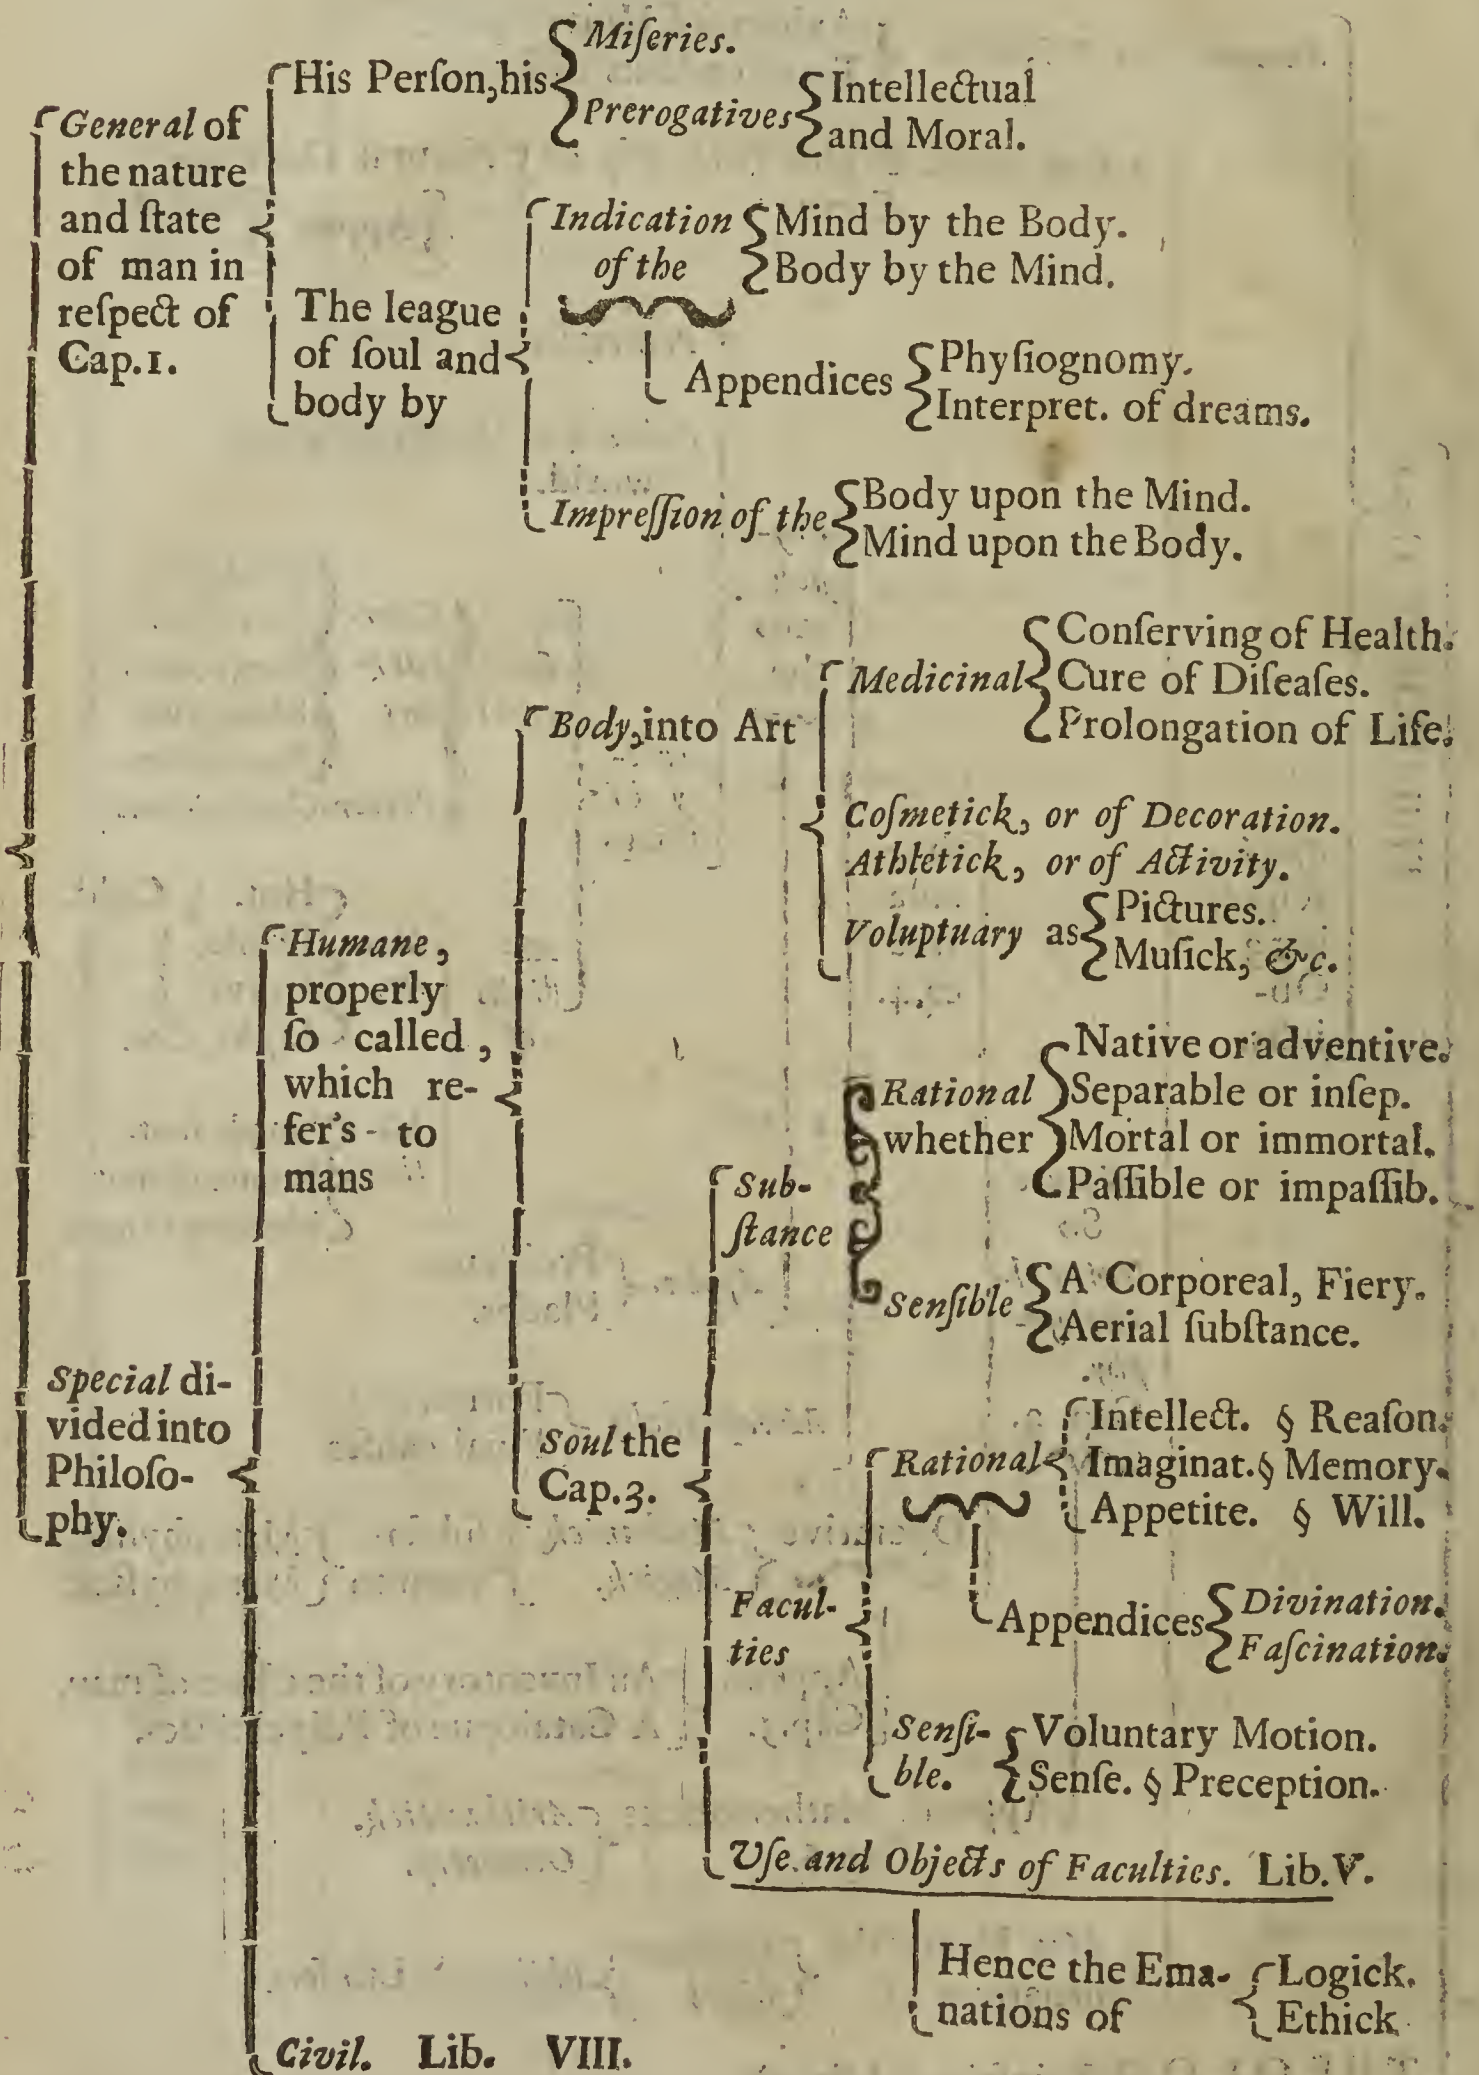 General of
the nature
and ſtate
of man in
reſpect of
Cap.1.
His Perſon,his
Miſeries.
Prerogatives
Intellectual
and Moral.
The league
of ſoul and
body by
Indication
of the
Mind by the Body.
Body by the Mind.
Appendices
Phyſiognomy.
Interpret. of dreams.
Impreſſion of the
Body upon the Mind.
Mind upon the Body.
Special di-
vided into
Philoſo-
phy.
Humane,
properly
ſo called,
which re-
fer's - to
mans
Body,into Art
Medicinal
Conſerving of Health.
Cure of Diſeaſes.
Prolongation of Life.
Coſmetick, or of Decoration.
Athletick, or of Activity.
Voluptuary as
Pictures.
Muſick, &c.
Soul the
Cap.3.
Sub-
ſtance
Rational
whether
Native or adventive.
Separable or inſep.
Mortal or immortal.
Paſſible or impaſſib.
Senſible
A Corporeal, Fiery.
Aerial ſubſtance.
Facul-
ties
Rational
Intellect. § Reaſon.
Imaginat. § Memory.
Appetite. § Will.
Appendices
Divination.
Faſcination.
Senſi-
ble.
Voluntary Motion.
Senſe. § Preception.
Uſe and Objects of Faculties. Lib.V.
Hence the Ema-
nations of
Logick.
Ethick
Civil. Lib. VIII.